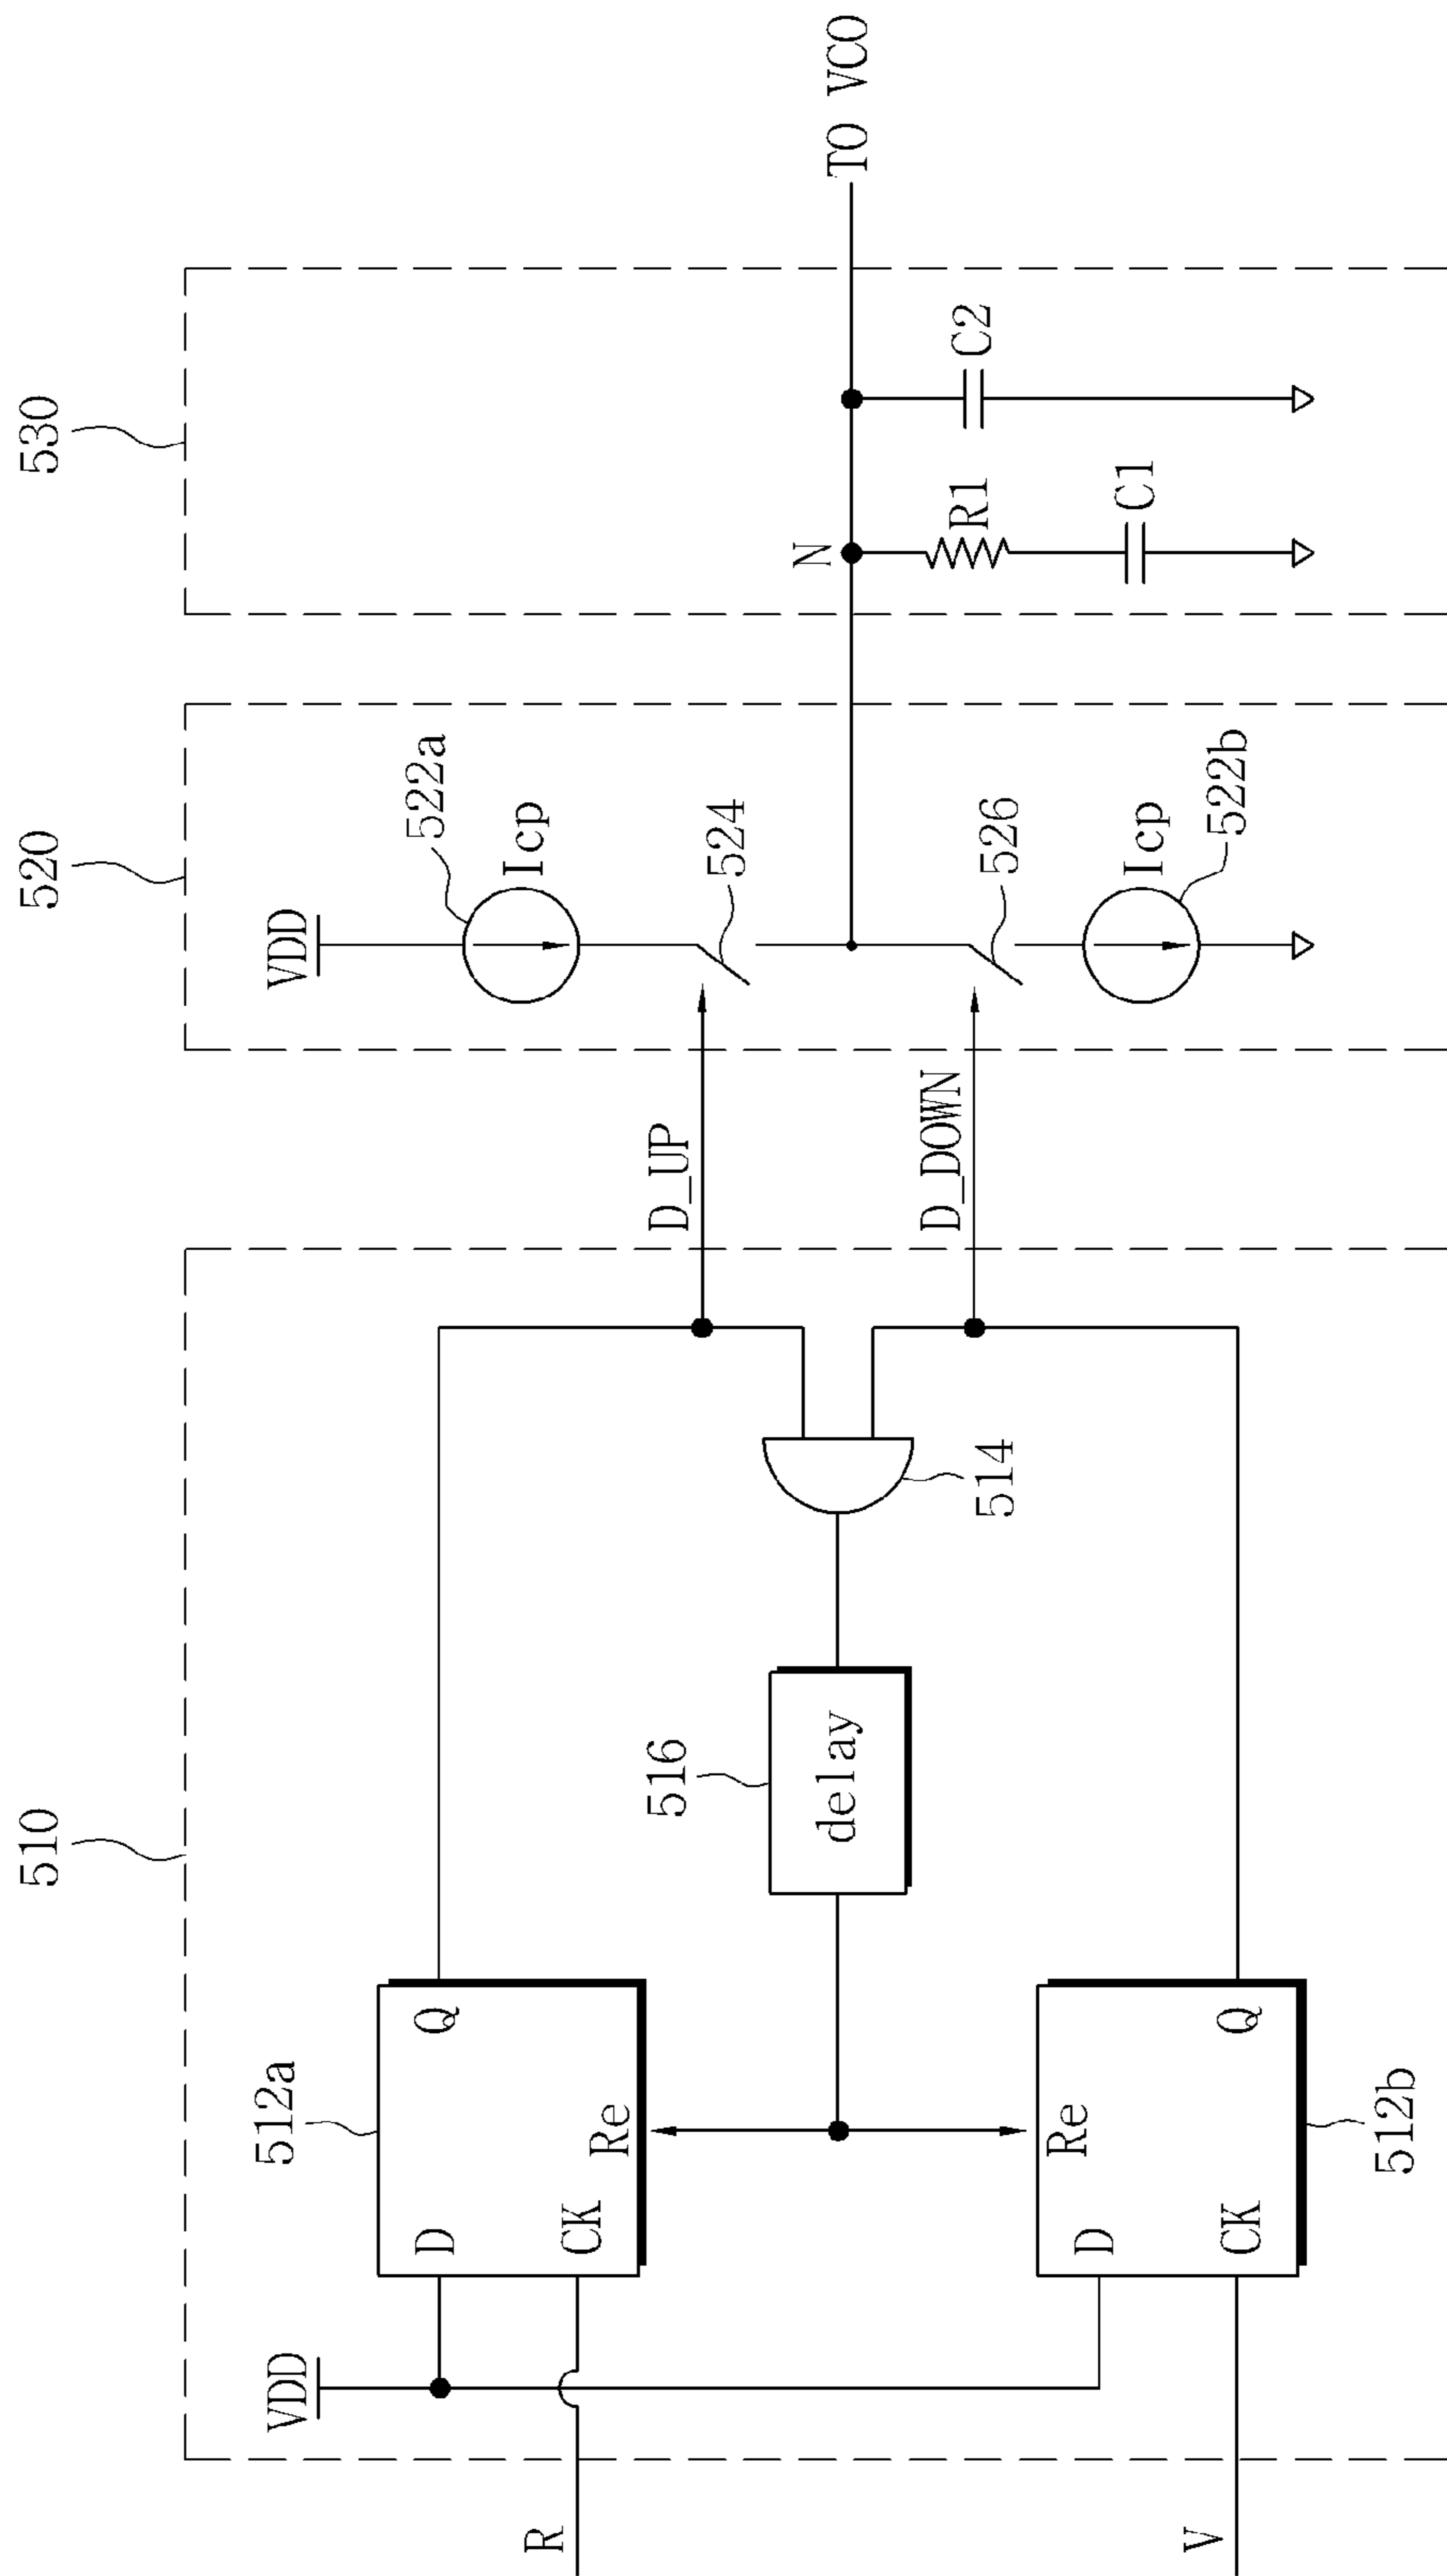 510
520
530
VDD
512a
D
Q
CK
Re
R
516
delay
514
D_UP
D_DOWN
Re
D
Q
CK
V
512b
VDD
522a
Icp
524
526
Icp
522b
N
R1
C1
C2
TO VCO